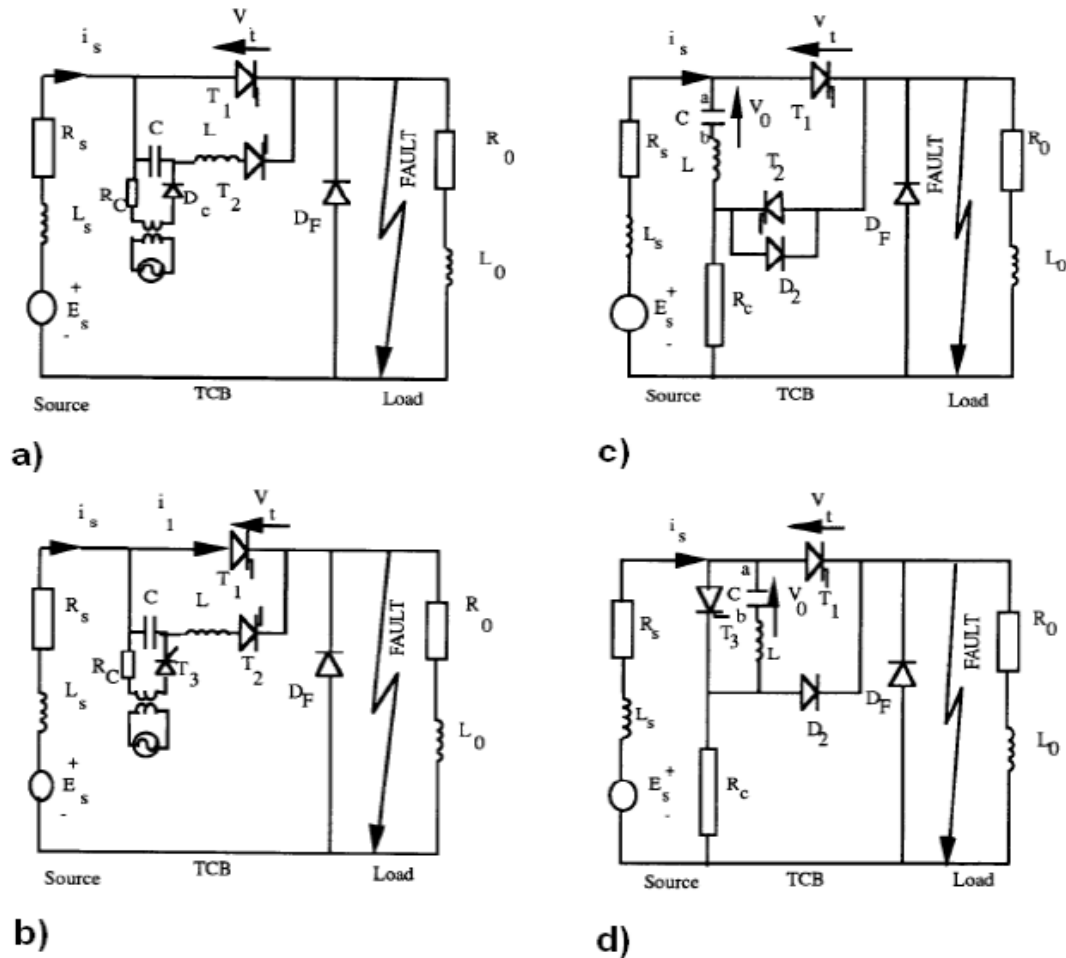 i s
V t
T 1
R s
C
L
R C
D c
T 2
L s
D F
FAULT
R 0
L 0
+
E s
-
Source
TCB
Load
a)
i s
V t
a
C
V 0
b
T 1
R s
L
T 2
L s
D 2
D F
FAULT
R 0
L 0
R c
+
E s
-
Source
TCB
Load
c)
i s
i 1
V t
T 1
R s
C
L
R C
T 3
T 2
L s
D F
FAULT
R 0
L 0
+
E s
-
Source
TCB
Load
b)
i s
V t
a
C
V 0
b
T 1
T 3
R s
L
L s
D 2
D F
FAULT
R 0
L 0
R c
E s
+
-
Source
TCB
Load
d)